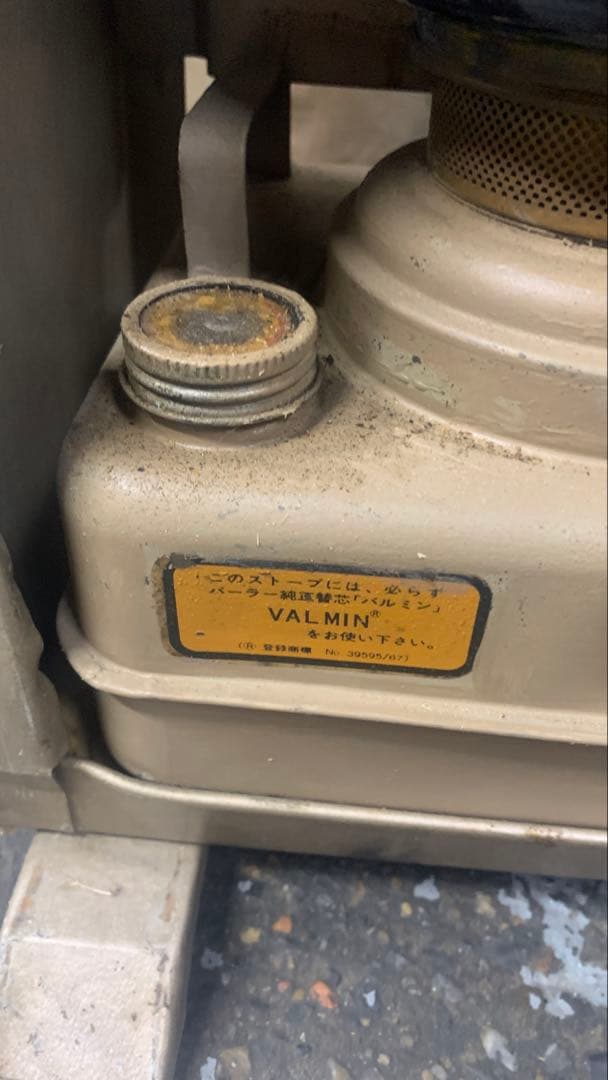 このストーブには、必らず
パーラー純正替芯「バルミン」
VALMIN®
をお使い下さい。
(® 登録商標 No. 39595/67)